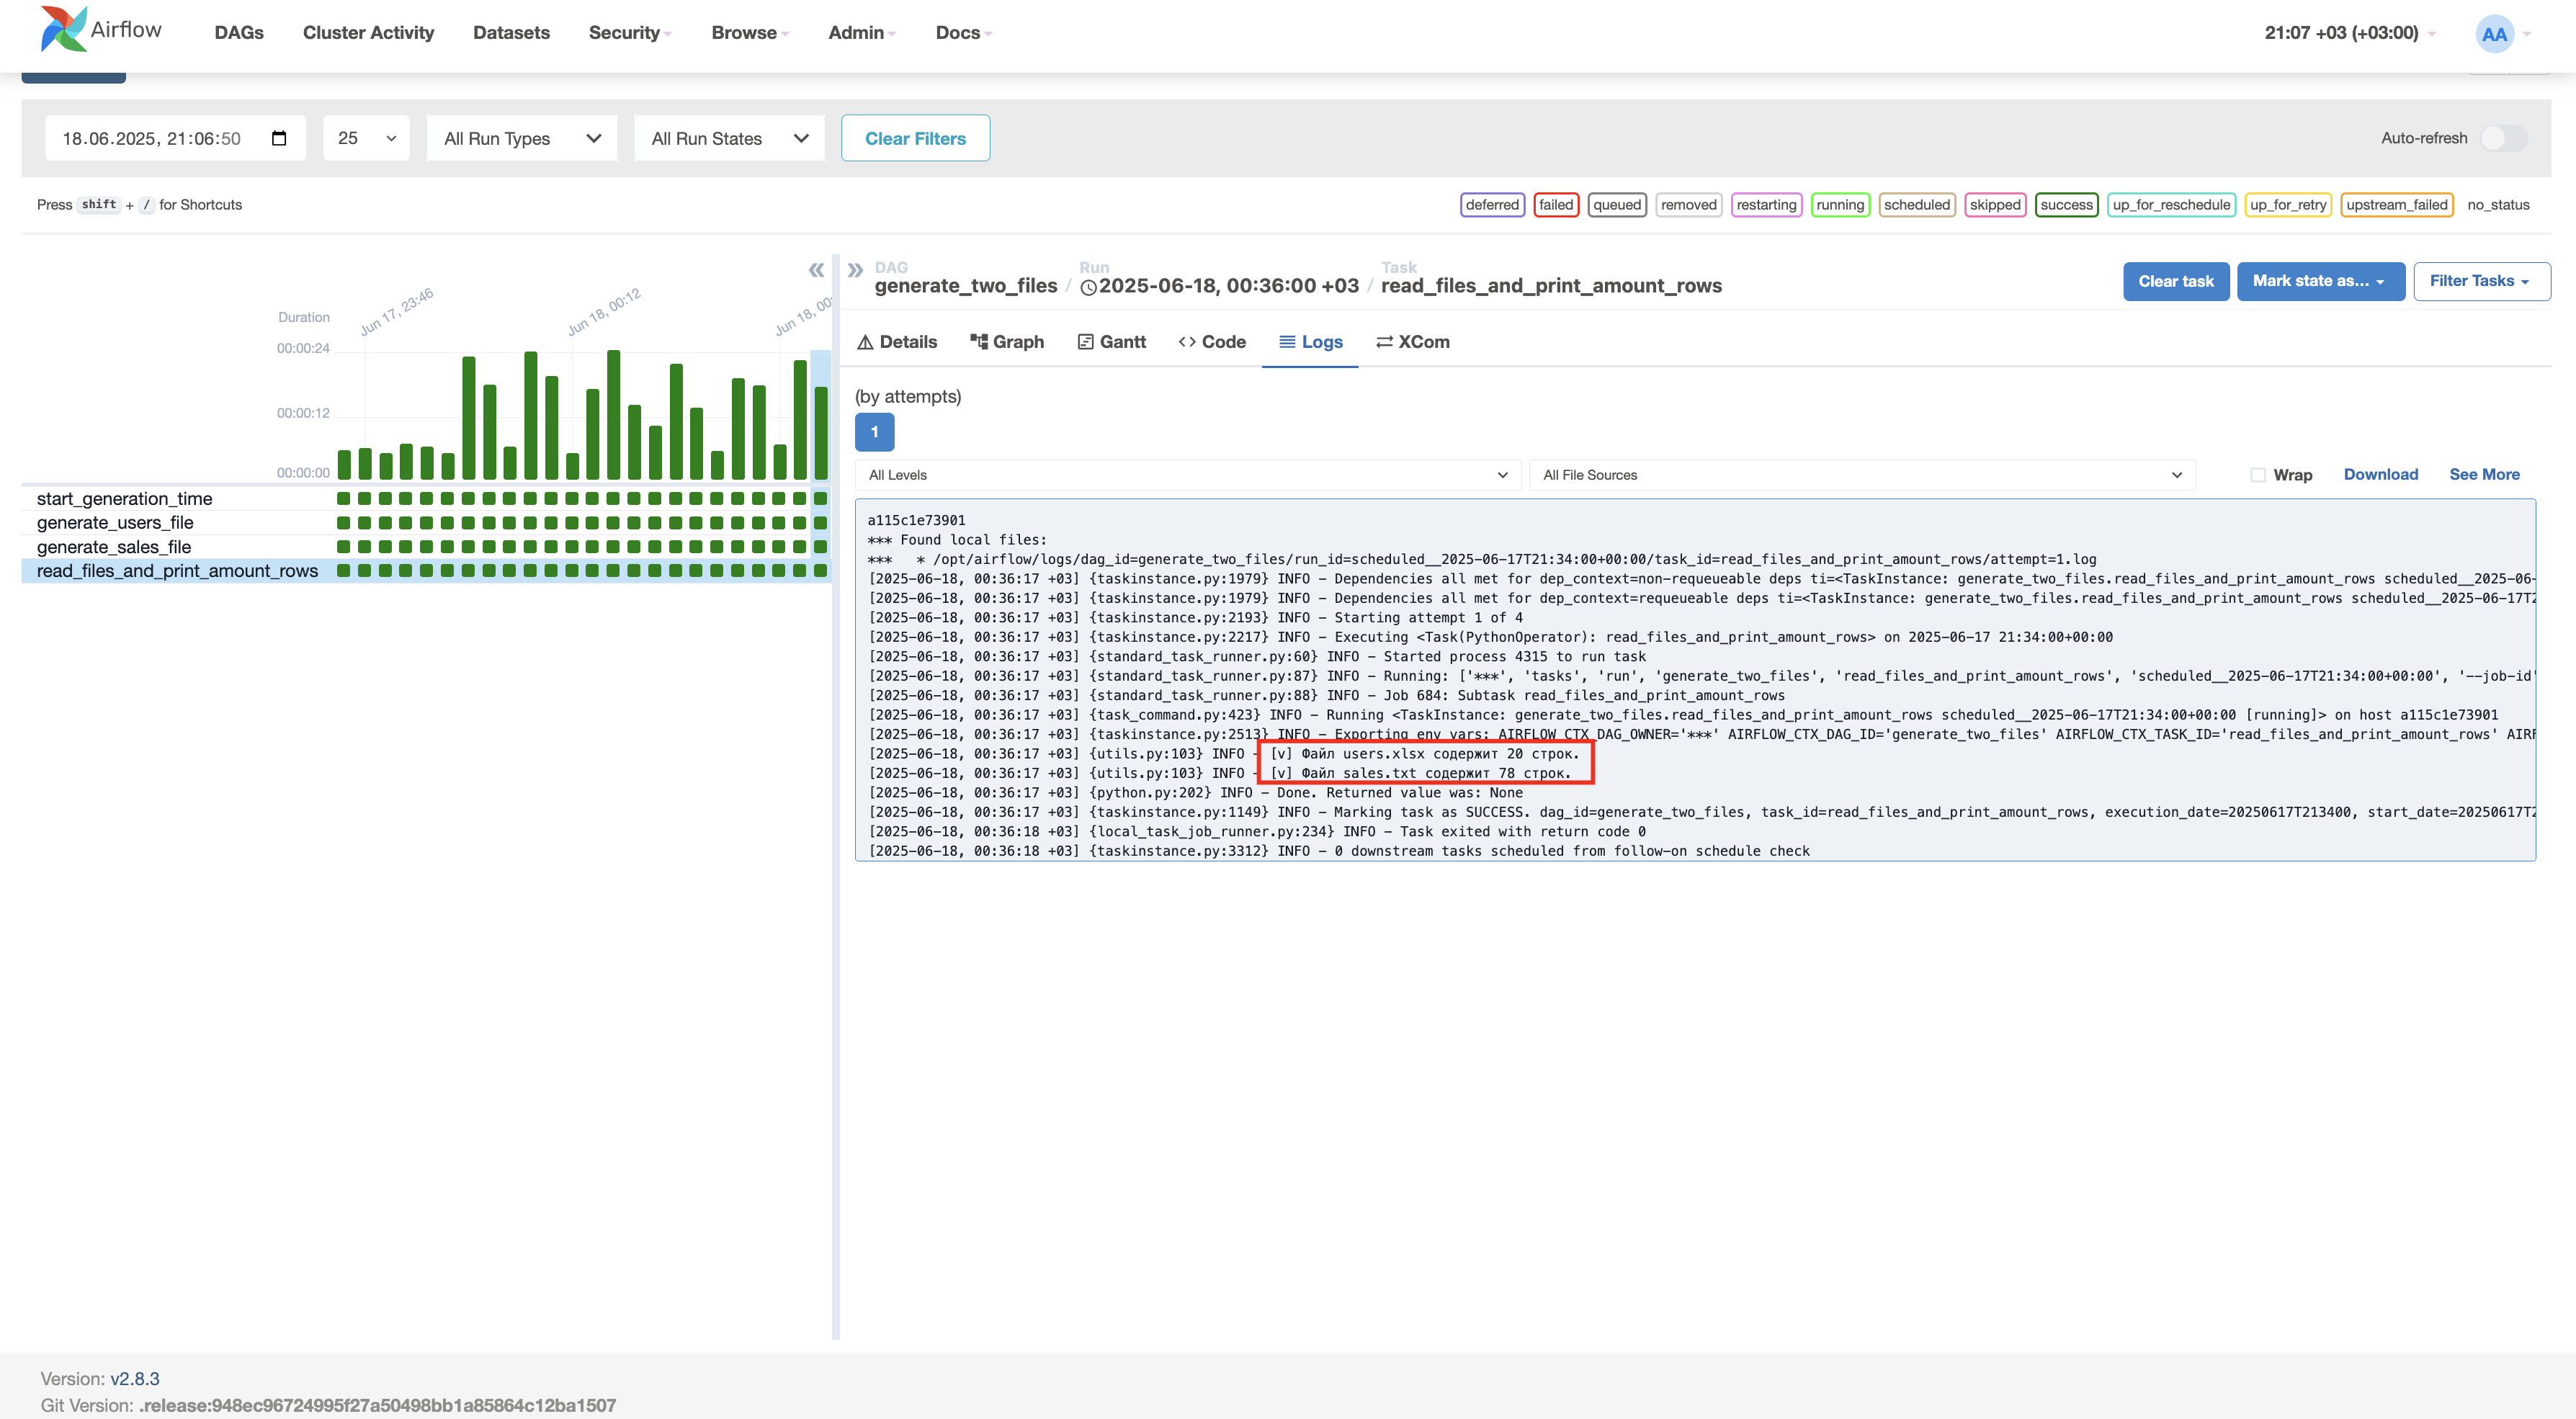 Airflow
DAGs Cluster Activity Datasets Security Browse Admin Docs
21:07 +03 (+03:00) AA
18.06.2025, 21:06:50 25 All Run Types All Run States Clear Filters Auto-refresh
Press shift + / for Shortcuts
deferred failed queued removed restarting running scheduled skipped success up_for_reschedule up_for_retry upstream_failed no_status
Duration
Jun 17, 23:46 Jun 18, 00:12 Jun 18, 00:
00:00:24
00:00:12
00:00:00
start_generation_time
generate_users_file
generate_sales_file
read_files_and_print_amount_rows
DAG Run Task
generate_two_files / 2025-06-18, 00:36:00 +03 / read_files_and_print_amount_rows
Clear task Mark state as... Filter Tasks
Details Graph Gantt Code Logs XCom
(by attempts)
1
All Levels All File Sources Wrap Download See More
a115c1e73901
*** Found local files:
***   * /opt/airflow/logs/dag_id=generate_two_files/run_id=scheduled__2025-06-17T21:34:00+00:00/task_id=read_files_and_print_amount_rows/attempt=1.log
[2025-06-18, 00:36:17 +03] {taskinstance.py:1979} INFO - Dependencies all met for dep_context=non-requeueable deps ti=<TaskInstance: generate_two_files.read_files_and_print_amount_rows scheduled__2025-06-
[2025-06-18, 00:36:17 +03] {taskinstance.py:1979} INFO - Dependencies all met for dep_context=requeueable deps ti=<TaskInstance: generate_two_files.read_files_and_print_amount_rows scheduled__2025-06-17T2
[2025-06-18, 00:36:17 +03] {taskinstance.py:2193} INFO - Starting attempt 1 of 4
[2025-06-18, 00:36:17 +03] {taskinstance.py:2217} INFO - Executing <Task(PythonOperator): read_files_and_print_amount_rows> on 2025-06-17 21:34:00+00:00
[2025-06-18, 00:36:17 +03] {standard_task_runner.py:60} INFO - Started process 4315 to run task
[2025-06-18, 00:36:17 +03] {standard_task_runner.py:87} INFO - Running: ['***', 'tasks', 'run', 'generate_two_files', 'read_files_and_print_amount_rows', 'scheduled__2025-06-17T21:34:00+00:00', '--job-id'
[2025-06-18, 00:36:17 +03] {standard_task_runner.py:88} INFO - Job 684: Subtask read_files_and_print_amount_rows
[2025-06-18, 00:36:17 +03] {task_command.py:423} INFO - Running <TaskInstance: generate_two_files.read_files_and_print_amount_rows scheduled__2025-06-17T21:34:00+00:00 [running]> on host a115c1e73901
[2025-06-18, 00:36:17 +03] {taskinstance.py:2513} INFO - Exporting env vars: AIRFLOW_CTX_DAG_OWNER='***' AIRFLOW_CTX_DAG_ID='generate_two_files' AIRFLOW_CTX_TASK_ID='read_files_and_print_amount_rows' AIRF
[2025-06-18, 00:36:17 +03] {utils.py:103} INFO - [v] Файл users.xlsx содержит 20 строк.
[2025-06-18, 00:36:17 +03] {utils.py:103} INFO - [v] Файл sales.txt содержит 78 строк.
[2025-06-18, 00:36:17 +03] {python.py:202} INFO - Done. Returned value was: None
[2025-06-18, 00:36:17 +03] {taskinstance.py:1149} INFO - Marking task as SUCCESS. dag_id=generate_two_files, task_id=read_files_and_print_amount_rows, execution_date=20250617T213400, start_date=20250617T2
[2025-06-18, 00:36:18 +03] {local_task_job_runner.py:234} INFO - Task exited with return code 0
[2025-06-18, 00:36:18 +03] {taskinstance.py:3312} INFO - 0 downstream tasks scheduled from follow-on schedule check
Version: v2.8.3
Git Version: .release:948ec96724995f27a50498bb1a85864c12ba1507